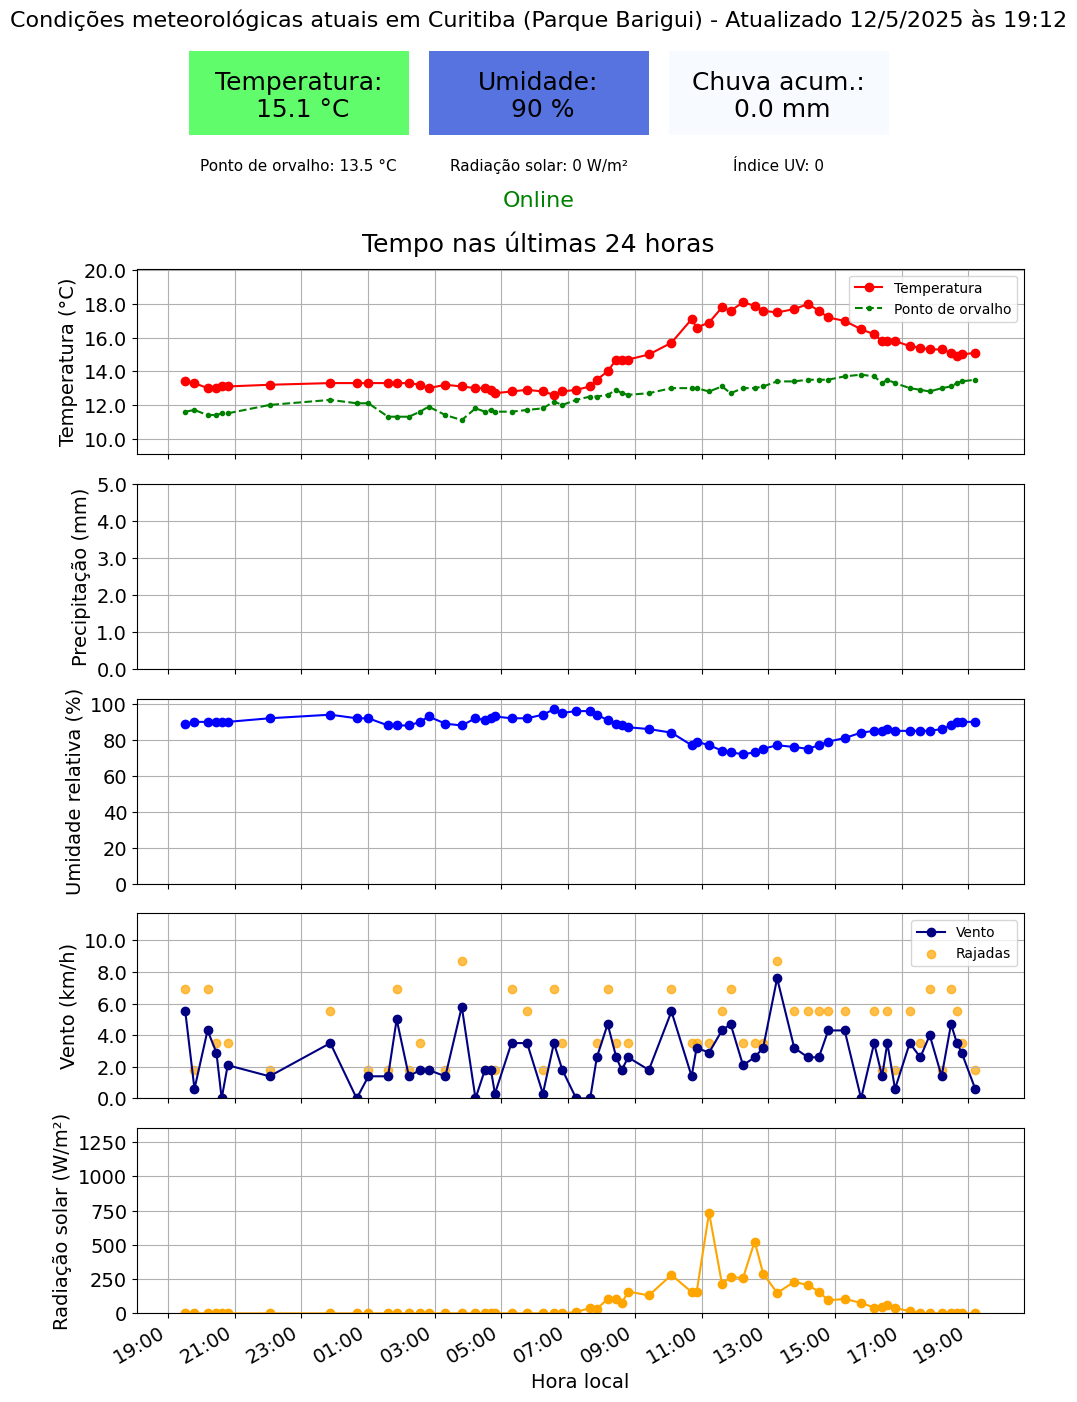 Condições meteorológicas atuais em Curitiba (Parque Barigui) - Atualizado 12/5/2025 às 19:12
Temperatura:
15.1 °C
Umidade:
90 %
Chuva acum.:
0.0 mm
Ponto de orvalho: 13.5 °C
Radiação solar: 0 W/m²
Índice UV: 0
Online
Tempo nas últimas 24 horas
Temperatura (°C)
20.0
18.0
16.0
14.0
12.0
10.0
Temperatura
Ponto de orvalho
Precipitação (mm)
5.0
4.0
3.0
2.0
1.0
0.0
Umidade relativa (%)
100
80
60
40
20
0
Vento (km/h)
10.0
8.0
6.0
4.0
2.0
0.0
Vento
Rajadas
Radiação solar (W/m²)
1250
1000
750
500
250
0
19:00
21:00
23:00
01:00
03:00
05:00
07:00
09:00
11:00
13:00
15:00
17:00
19:00
Hora local